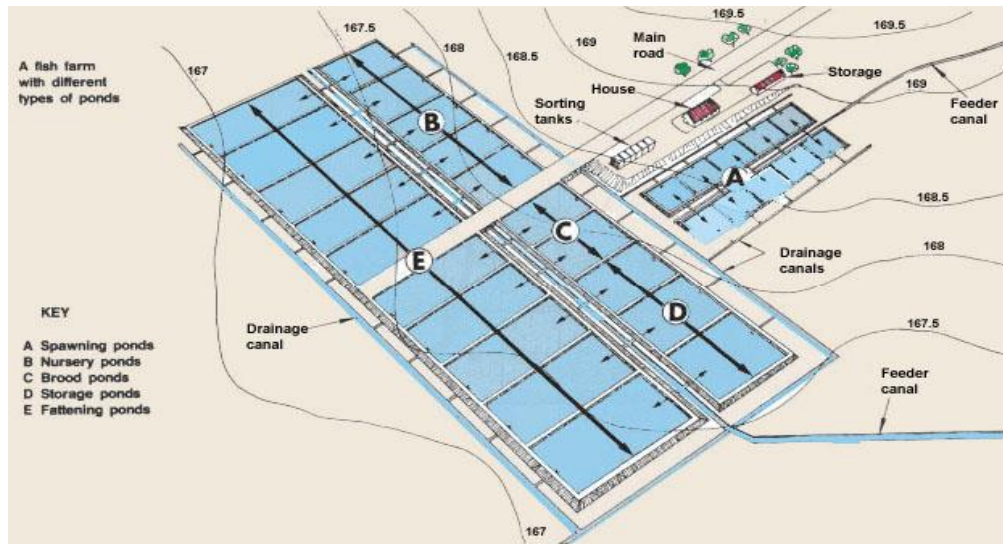 A fish farm
with different
types of ponds
167
167.5
168
168.5
169
169.5
169.5
Main
road
House
Storage
Sorting
tanks
169
Feeder
canal
B
A
168.5
C
E
D
Drainage
canals
168
167.5
Drainage
canal
Feeder
canal
KEY
A Spawning ponds
B Nursery ponds
C Brood ponds
D Storage ponds
E Fattening ponds
167